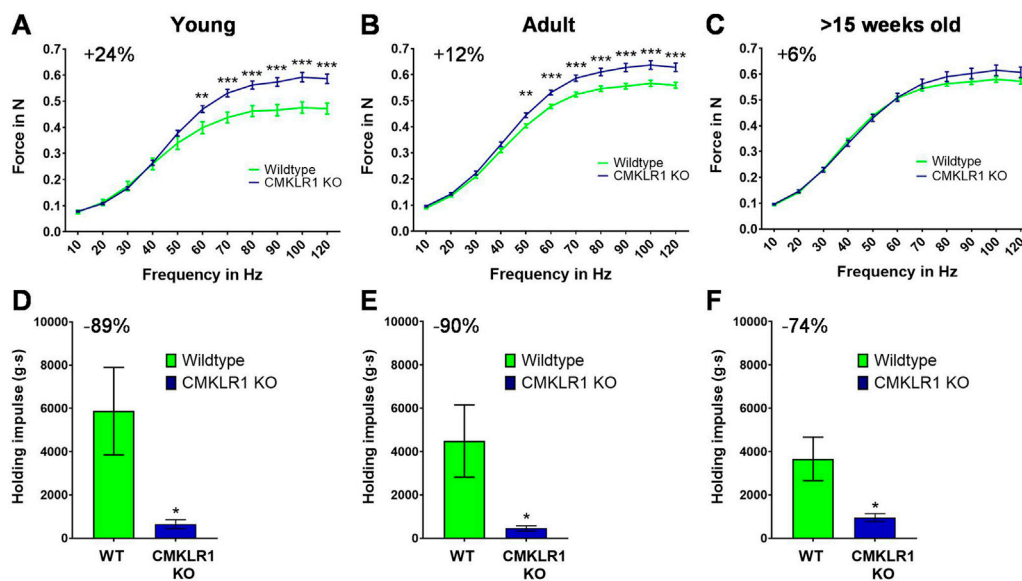 A
Young
+24%
Force in N
0.7
0.6
0.5
0.4
0.3
0.2
0.1
0.0
** *** *** *** *** ***
Wildtype
CMKLR1 KO
10 20 30 40 50 60 70 80 90 100 120
Frequency in Hz
B
Adult
+12%
Force in N
0.7
0.6
0.5
0.4
0.3
0.2
0.1
0.0
** *** *** *** *** *** ***
Wildtype
CMKLR1 KO
10 20 30 40 50 60 70 80 90 100 120
Frequency in Hz
C
>15 weeks old
+6%
Force in N
0.7
0.6
0.5
0.4
0.3
0.2
0.1
0.0
Wildtype
CMKLR1 KO
10 20 30 40 50 60 70 80 90 100 120
Frequency in Hz
D
-89%
Holding impulse (g·s)
10000
8000
6000
4000
2000
0
Wildtype
CMKLR1 KO
*
WT
CMKLR1
KO
E
-90%
Holding impulse (g·s)
10000
8000
6000
4000
2000
0
Wildtype
CMKLR1 KO
*
WT
CMKLR1
KO
F
-74%
Holding impulse (g·s)
10000
8000
6000
4000
2000
0
Wildtype
CMKLR1 KO
*
WT
CMKLR1
KO